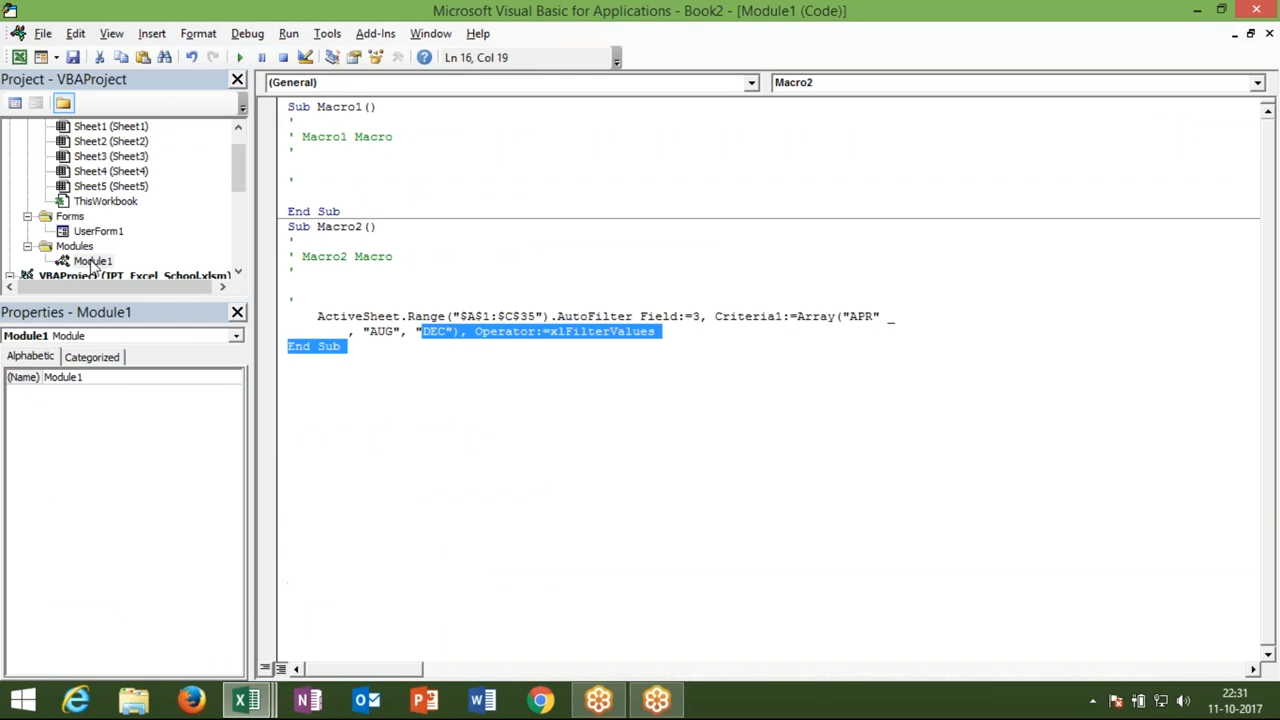 Microsoft Visual Basic for Applications - Book2 - [Module1 (Code)]
File Edit View Insert Format Debug Run Tools Add-Ins Window Help
Ln 16, Col 19
Project - VBAProject
(General)
Macro2
Sheet1 (Sheet1)
Sheet2 (Sheet2)
Sheet3 (Sheet3)
Sheet4 (Sheet4)
Sheet5 (Sheet5)
ThisWorkbook
Forms
UserForm1
Modules
Module1
VBAProject (IPT_Excel_School.xlsm)
Properties - Module1
Module1 Module
Alphabetic Categorized
(Name) Module1
Sub Macro1()
'
' Macro1 Macro
'
'
End Sub
Sub Macro2()
'
' Macro2 Macro
'
'
ActiveSheet.Range("$A$1:$C$35").AutoFilter Field:=3, Criteria1:=Array("APR" _
, "AUG", "DEC"), Operator:=xlFilterValues
End Sub
22:31
11-10-2017